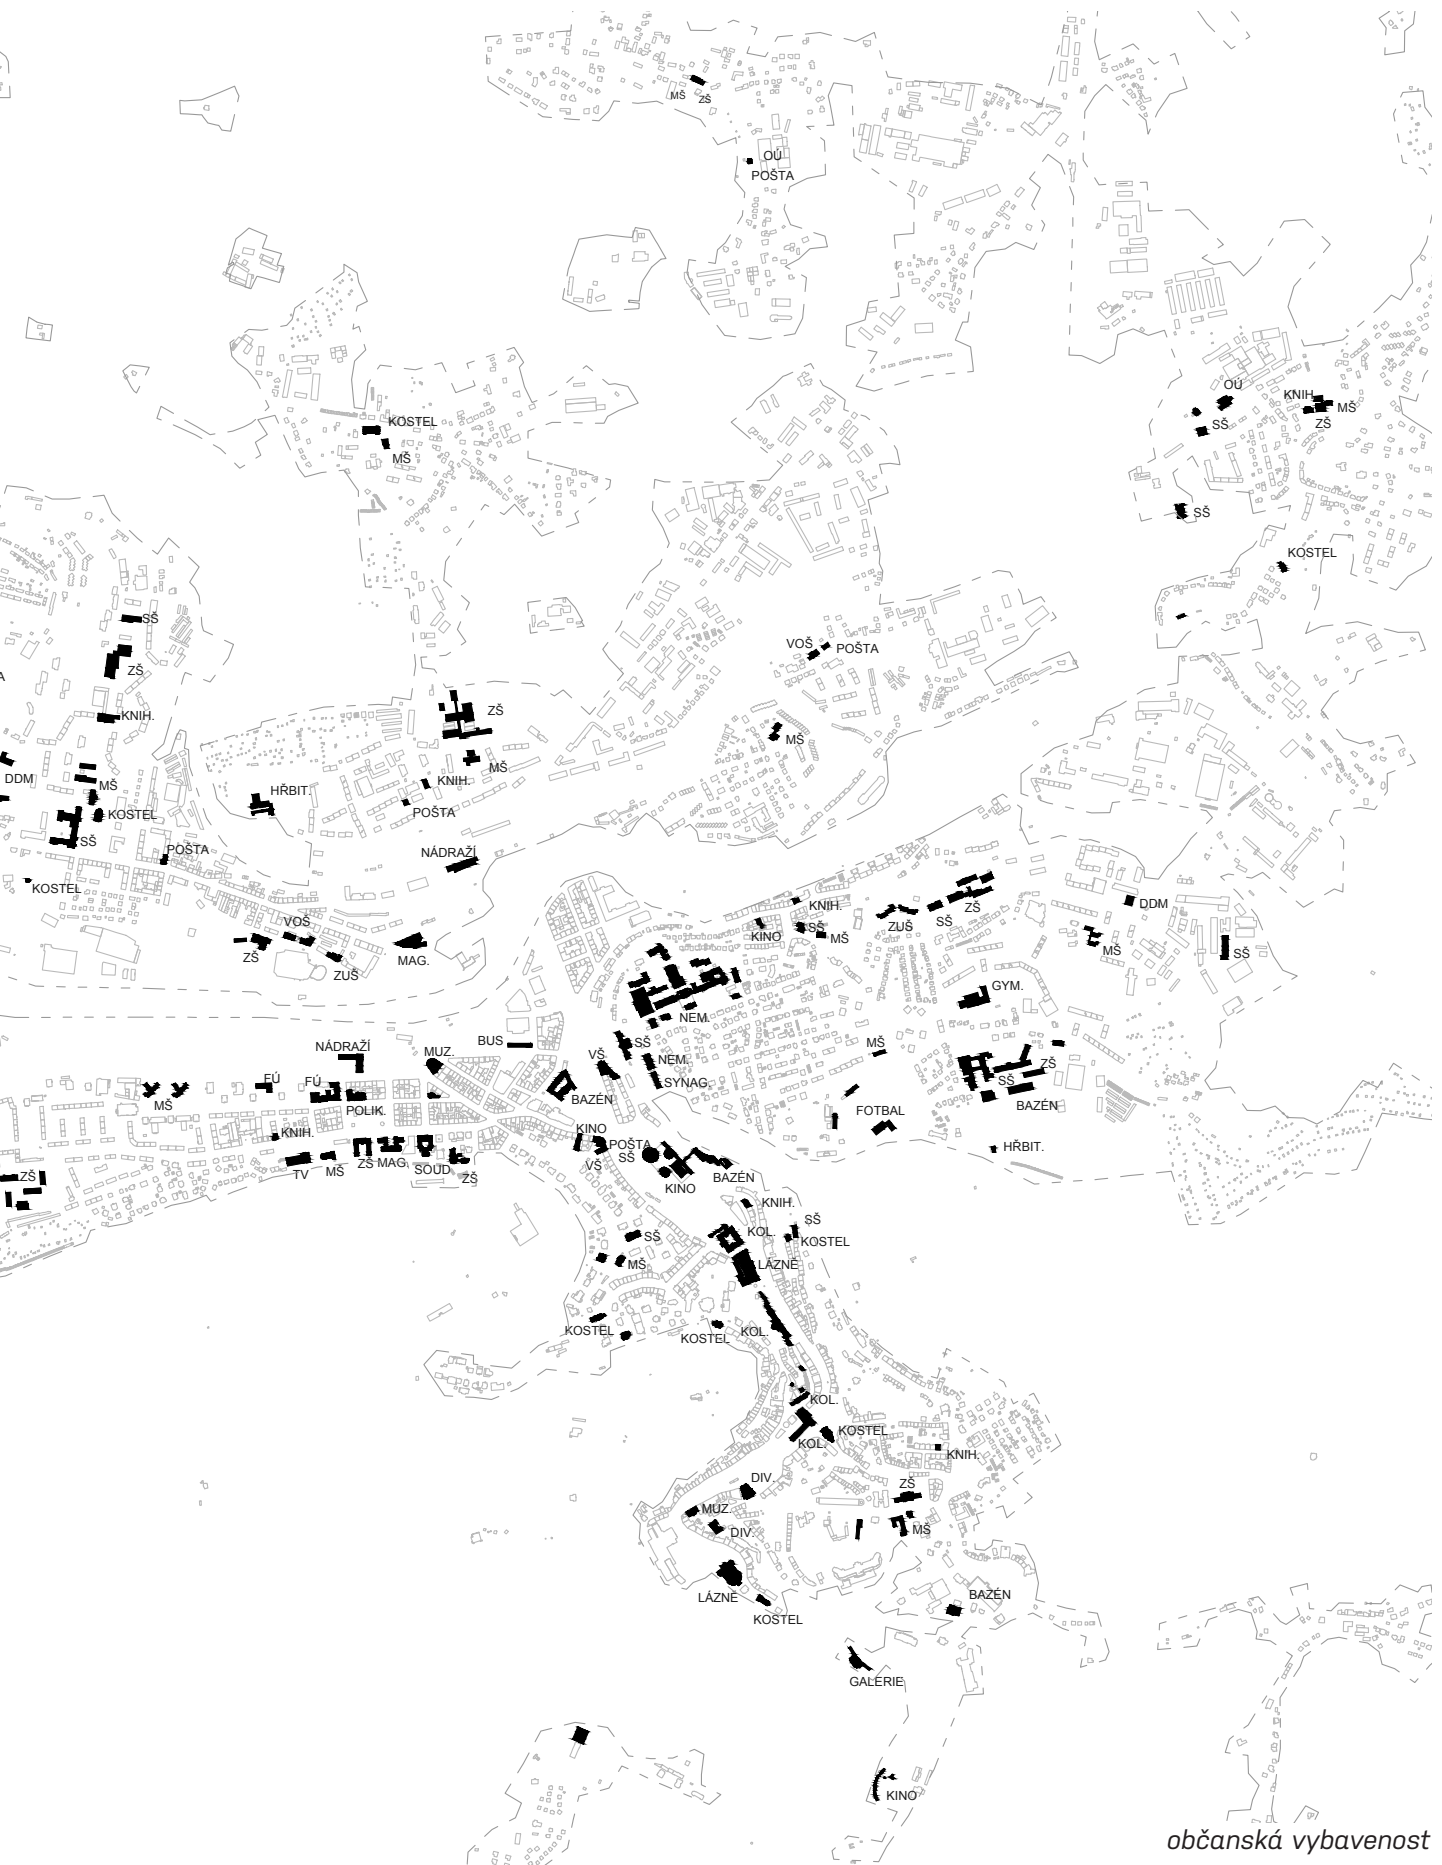 MŠ
ZŠ
OÚ
POŠTA
OÚ
KNIH.
MŠ
ZŠ
SŠ
KOSTEL
MŠ
SŠ
KOSTEL
SŠ
VOŠ
POŠTA
ZŠ
A
KNIH.
ZŠ
MŠ
MŠ
DDM
MŠ
KNIH.
HŘBIT.
KOSTEL
POŠTA
SŠ
POŠTA
NÁDRAŽÍ
KOSTEL
KNIH.
ZŠ
DDM
VOŠ
KINO
SŠ
MŠ
ZUŠ
SŠ
ZŠ
MAG.
ZUŠ
MŠ
SŠ
GYM.
NEM.
NÁDRAŽÍ
MUZ.
BUS
SŠ
VŠ
NEM.
MŠ
ZŠ
FÚ
FÚ
SŠ
SYNAG.
MŠ
POLIK.
BAZÉN
FOTBAL
BAZÉN
KNIH.
KINO
POŠTA
HŘBIT.
SŠ
VŠ
ZŠ
TV
MŠ
ZŠ
MAG.
SOUD
ZŠ
KINO
BAZÉN
KNIH.
SŠ
KOL.
KOSTEL
SŠ
MŠ
LÁZNĚ
KOSTEL
KOSTEL
KOL.
KOL.
KOSTEL
KOL.
KNIH.
DIV.
ZŠ
MUZ.
DIV.
MŠ
LÁZNĚ
BAZÉN
KOSTEL
GALERIE
KINO
občanská vybavenost